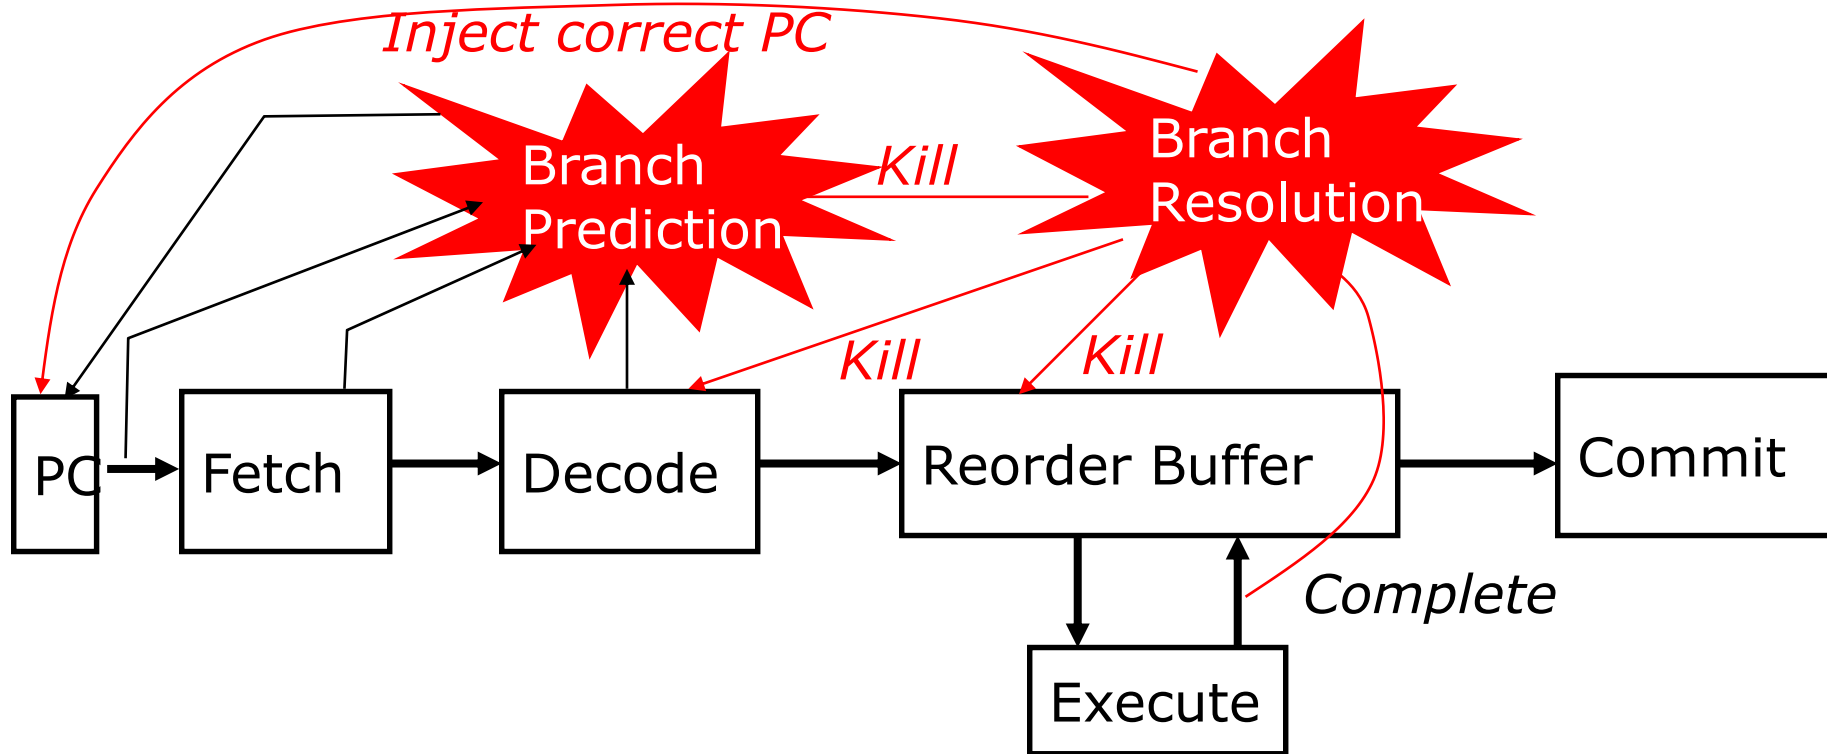 Inject correct PC
Branch
Prediction
Kill
Branch
Resolution
Kill
Kill
PC
Fetch
Decode
Reorder Buffer
Commit
Complete
Execute